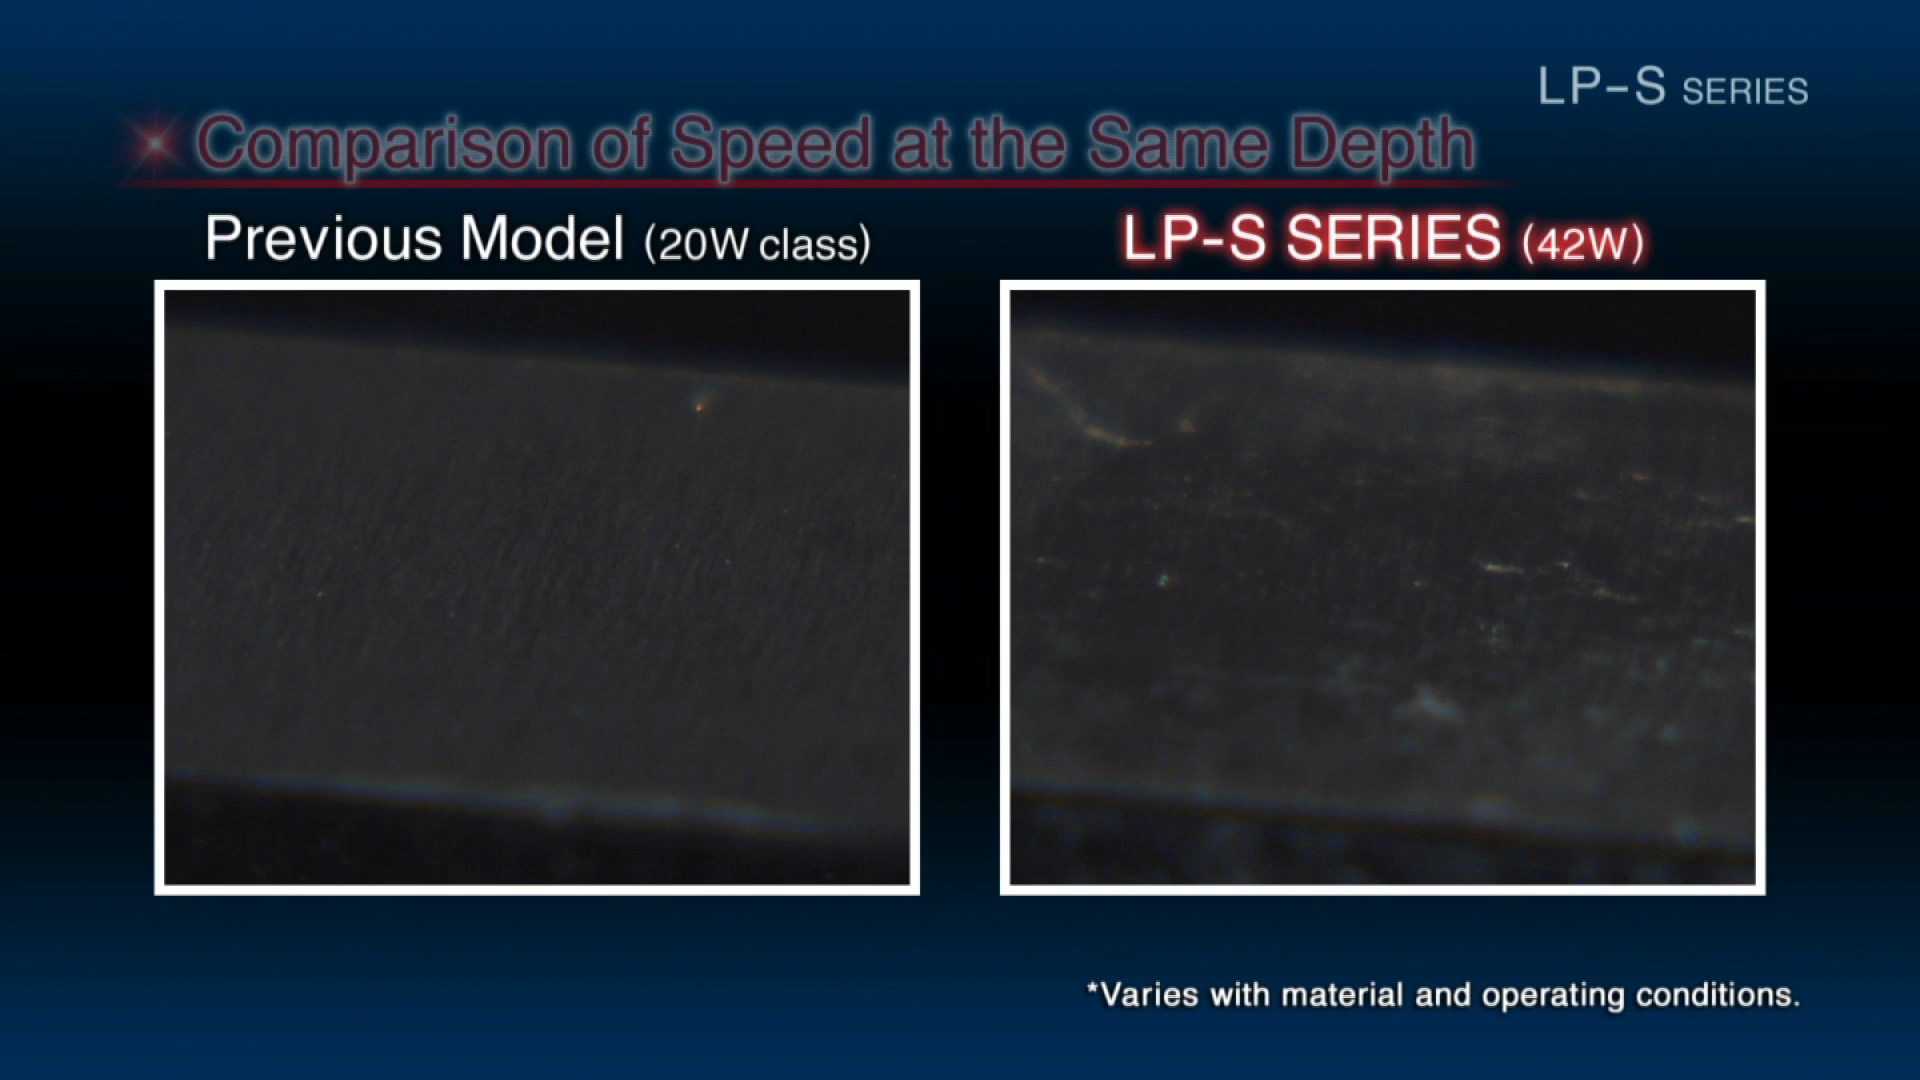 LP-S SERIES
Comparison of Speed at the Same Depth
Previous Model (20W class)
LP-S SERIES (42W)
*Varies with material and operating conditions.